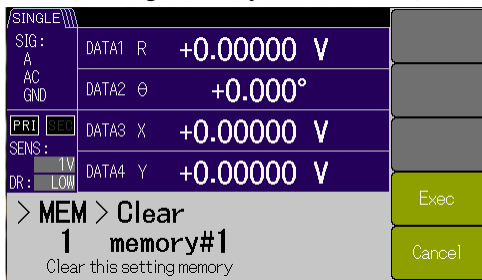 SINGLE
SIG:
A
AC
GND
PRI SEC
SENS:
1V
DR: LOW
DATA1 R +0.00000 V
DATA2 θ +0.000°
DATA3 X +0.00000 V
DATA4 Y +0.00000 V
> MEM > Clear
1 memory#1
Clear this setting memory
Exec
Cancel